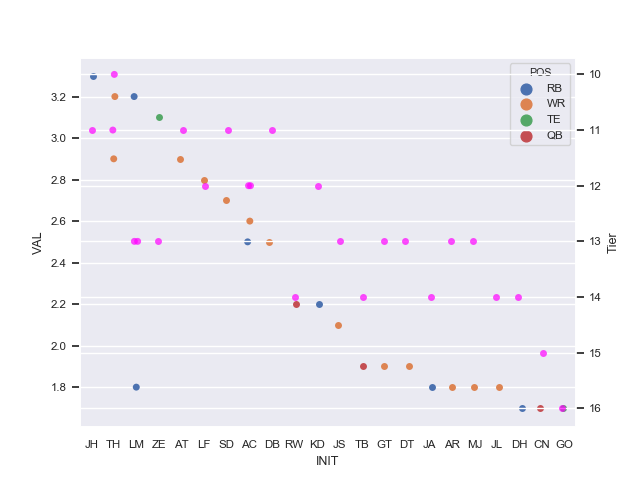 POS
RB
WR
TE
QB
3.2
3.0
2.8
2.6
2.4
2.2
2.0
1.8
VAL
10
11
12
13
14
15
16
Tier
JH TH LM ZE AT LF SD AC DB RW KD JS TB GT DT JA AR MJ JL DH CN GO
INIT